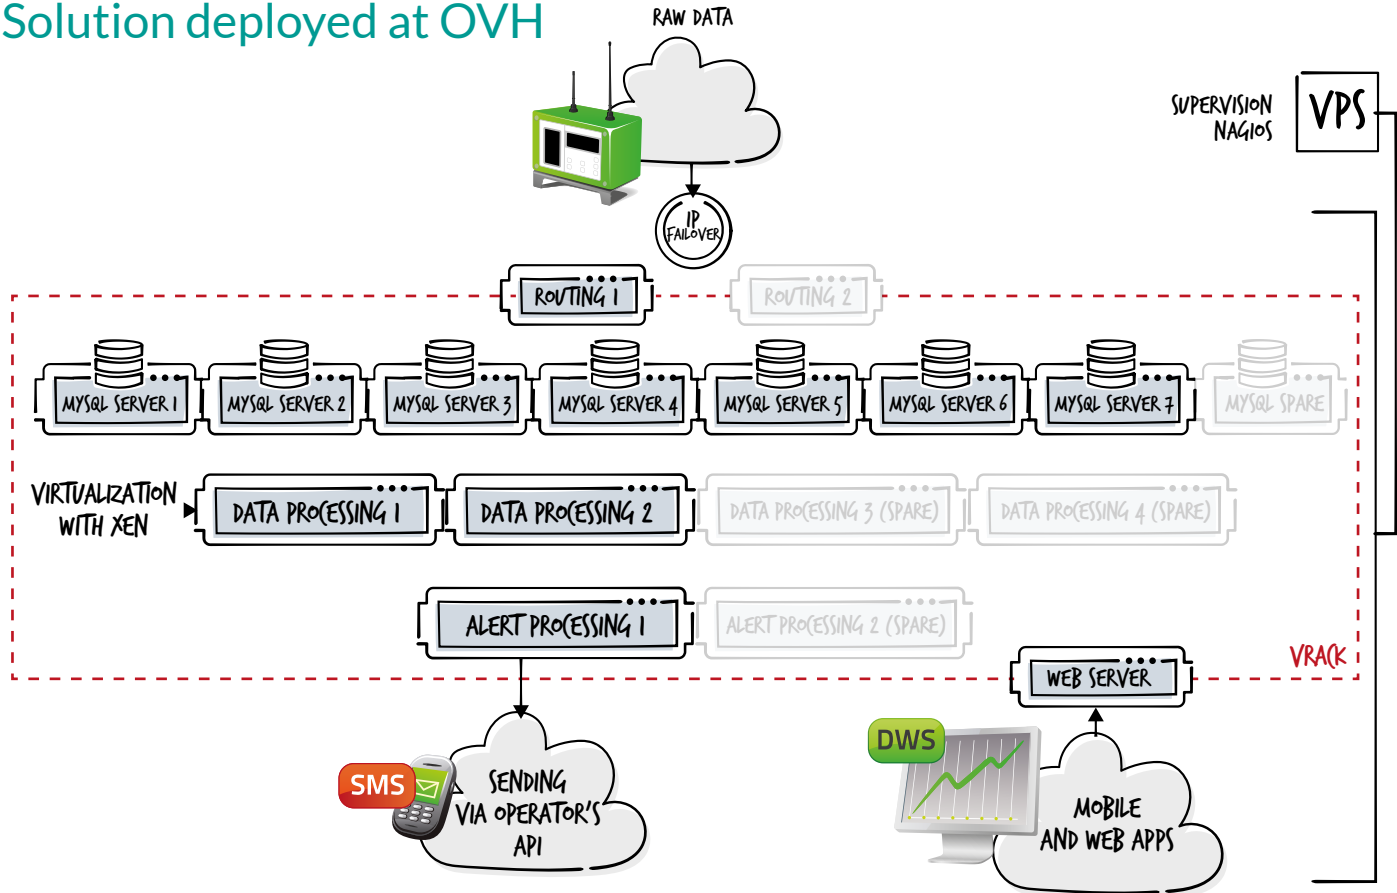 Solution deployed at OVH
RAW DATA
SUPERVISION
NAGIOS
VPS
IP
FAILOVER
ROUTING 1
ROUTING 2
MYSQL SERVER 1
MYSQL SERVER 2
MYSQL SERVER 3
MYSQL SERVER 4
MYSQL SERVER 5
MYSQL SERVER 6
MYSQL SERVER 7
MYSQL SPARE
VIRTUALIZATION
WITH XEN
DATA PROCESSING 1
DATA PROCESSING 2
DATA PROCESSING 3 (SPARE)
DATA PROCESSING 4 (SPARE)
ALERT PROCESSING 1
ALERT PROCESSING 2 (SPARE)
VRACK
WEB SERVER
SMS
SENDING
VIA OPERATOR'S
API
DWS
MOBILE
AND WEB APPS